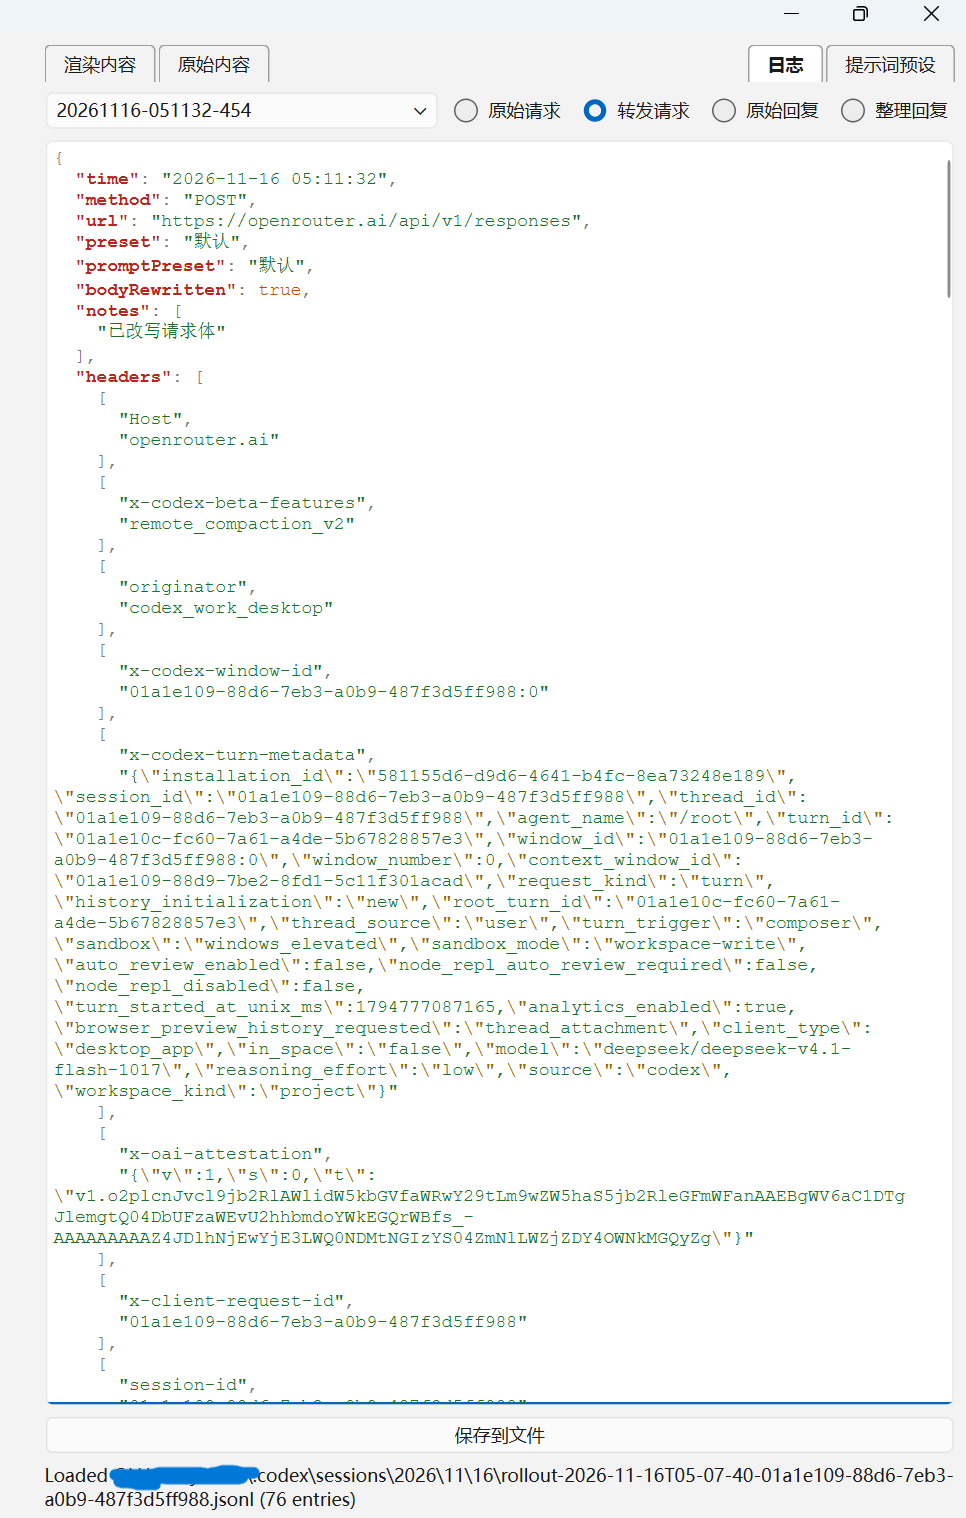 渲染内容 原始内容 日志 提示词预设
20261116-051132-454 原始请求 转发请求 原始回复 整理回复
{
"time": "2026-11-16 05:11:32",
"method": "POST",
"url": "https://openrouter.ai/api/v1/responses",
"preset": "默认",
"promptPreset": "默认",
"bodyRewritten": true,
"notes": [
"已改写请求体"
],
"headers": [
[
"Host",
"openrouter.ai"
],
[
"x-codex-beta-features",
"remote_compaction_v2"
],
[
"originator",
"codex_work_desktop"
],
[
"x-codex-window-id",
"01a1e109-88d6-7eb3-a0b9-487f3d5ff988:0"
],
[
"x-codex-turn-metadata",
"{\"installation_id\":\"581155d6-d9d6-4641-b4fc-8ea73248e189\",
\"session_id\":\"01a1e109-88d6-7eb3-a0b9-487f3d5ff988\",\"thread_id\":
\"01a1e109-88d6-7eb3-a0b9-487f3d5ff988\",\"agent_name\":\"/root\",\"turn_id\":
\"01a1e10c-fc60-7a61-a4de-5b67828857e3\",\"window_id\":\"01a1e109-88d6-7eb3-
a0b9-487f3d5ff988:0\",\"window_number\":0,\"context_window_id\":
\"01a1e109-88d9-7be2-8fd1-5c11f301acad\",\"request_kind\":\"turn\",
\"history_initialization\":\"new\",\"root_turn_id\":\"01a1e10c-fc60-7a61-
a4de-5b67828857e3\",\"thread_source\":\"user\",\"turn_trigger\":\"composer\",
\"sandbox\":\"windows_elevated\",\"sandbox_mode\":\"workspace-write\",
\"auto_review_enabled\":false,\"node_repl_auto_review_required\":false,
\"node_repl_disabled\":false,
\"turn_started_at_unix_ms\":1794777087165,\"analytics_enabled\":true,
\"browser_preview_history_requested\":\"thread_attachment\",\"client_type\":
\"desktop_app\",\"in_space\":\"false\",\"model\":\"deepseek/deepseek-v4.1-
flash-1017\",\"reasoning_effort\":\"low\",\"source\":\"codex\",
\"workspace_kind\":\"project\"}"
],
[
"x-oai-attestation",
"{\"v\":1,\"s\":0,\"t\":
\"v1.o2plcnJvcl9jb2RlAWlidW5kbGVfaWRwY29tLm9wZW5haS5jb2RleGFmWFanAAEBgWV6aC1DTg
JlemgtQ04DbUFzaWEvU2hhbmdoYWkEGQrWBfs_-
AAAAAAAAAZ4JDlhNjEwYjE3LWQ0NDMtNGIzYS04ZmNlLWZjZDY4OWNkMGQyZg\"}"
],
[
"x-client-request-id",
"01a1e109-88d6-7eb3-a0b9-487f3d5ff988"
],
[
"session-id",
保存到文件
Loaded \.codex\sessions\2026\11\16\rollout-2026-11-16T05-07-40-01a1e109-88d6-7eb3-
a0b9-487f3d5ff988.jsonl (76 entries)